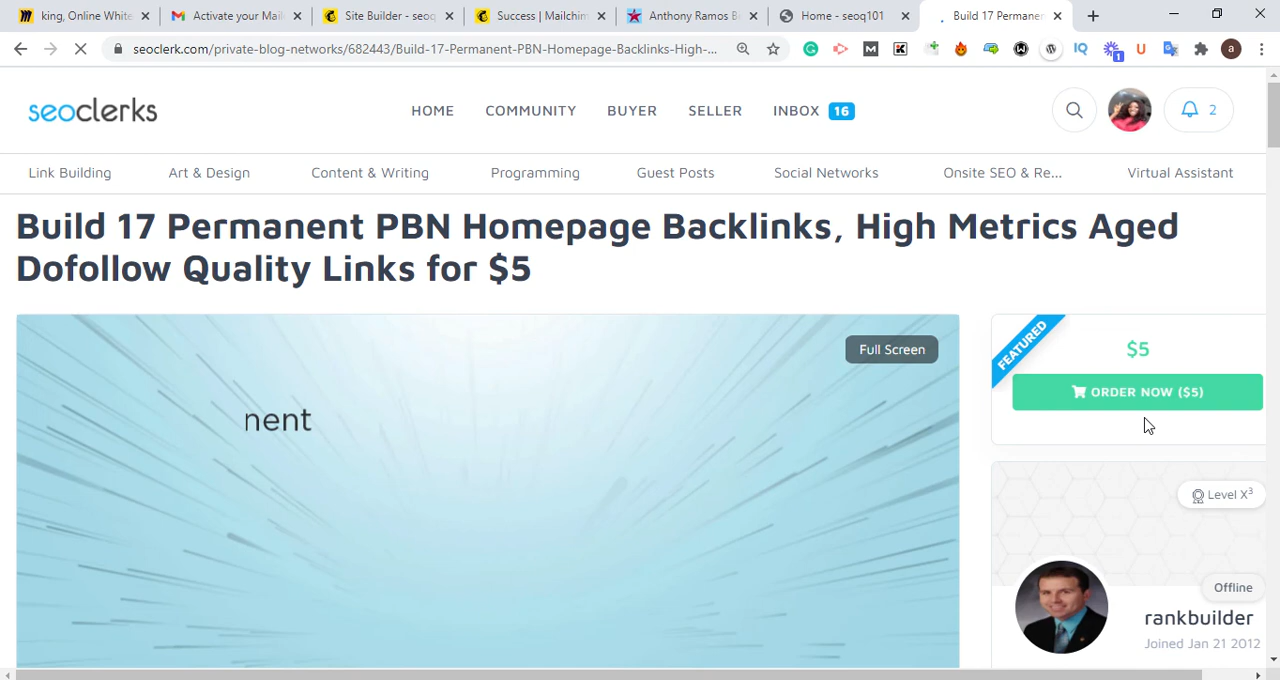 king, Online White
Activate your Mail
Site Builder - seoq
Success | Mailchim
Anthony Ramos B
Home - seoq101
Build 17 Permanen
seoclerk.com/private-blog-networks/682443/Build-17-Permanent-PBN-Homepage-Backlinks-High-...
seoclerks
HOME
COMMUNITY
BUYER
SELLER
INBOX 16
2
Link Building
Art & Design
Content & Writing
Programming
Guest Posts
Social Networks
Onsite SEO & Re...
Virtual Assistant
Build 17 Permanent PBN Homepage Backlinks, High Metrics Aged
Dofollow Quality Links for $5
Full Screen
nent
FEATURED
$5
ORDER NOW ($5)
Level X³
Offline
rankbuilder
Joined Jan 21 2012